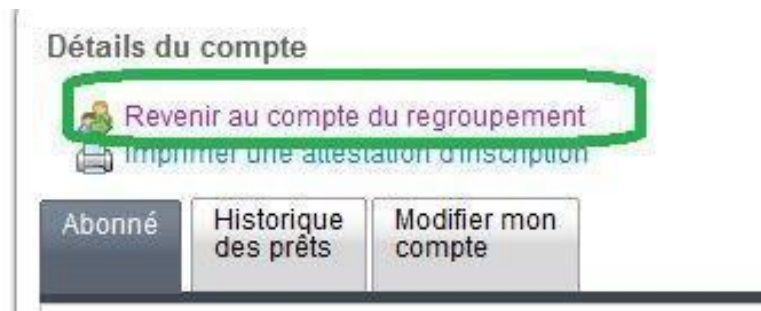 Détails du compte
Revenir au compte du regroupement
Imprimer une attestation d'inscription
Abonné
Historique
des prêts
Modifier mon
compte